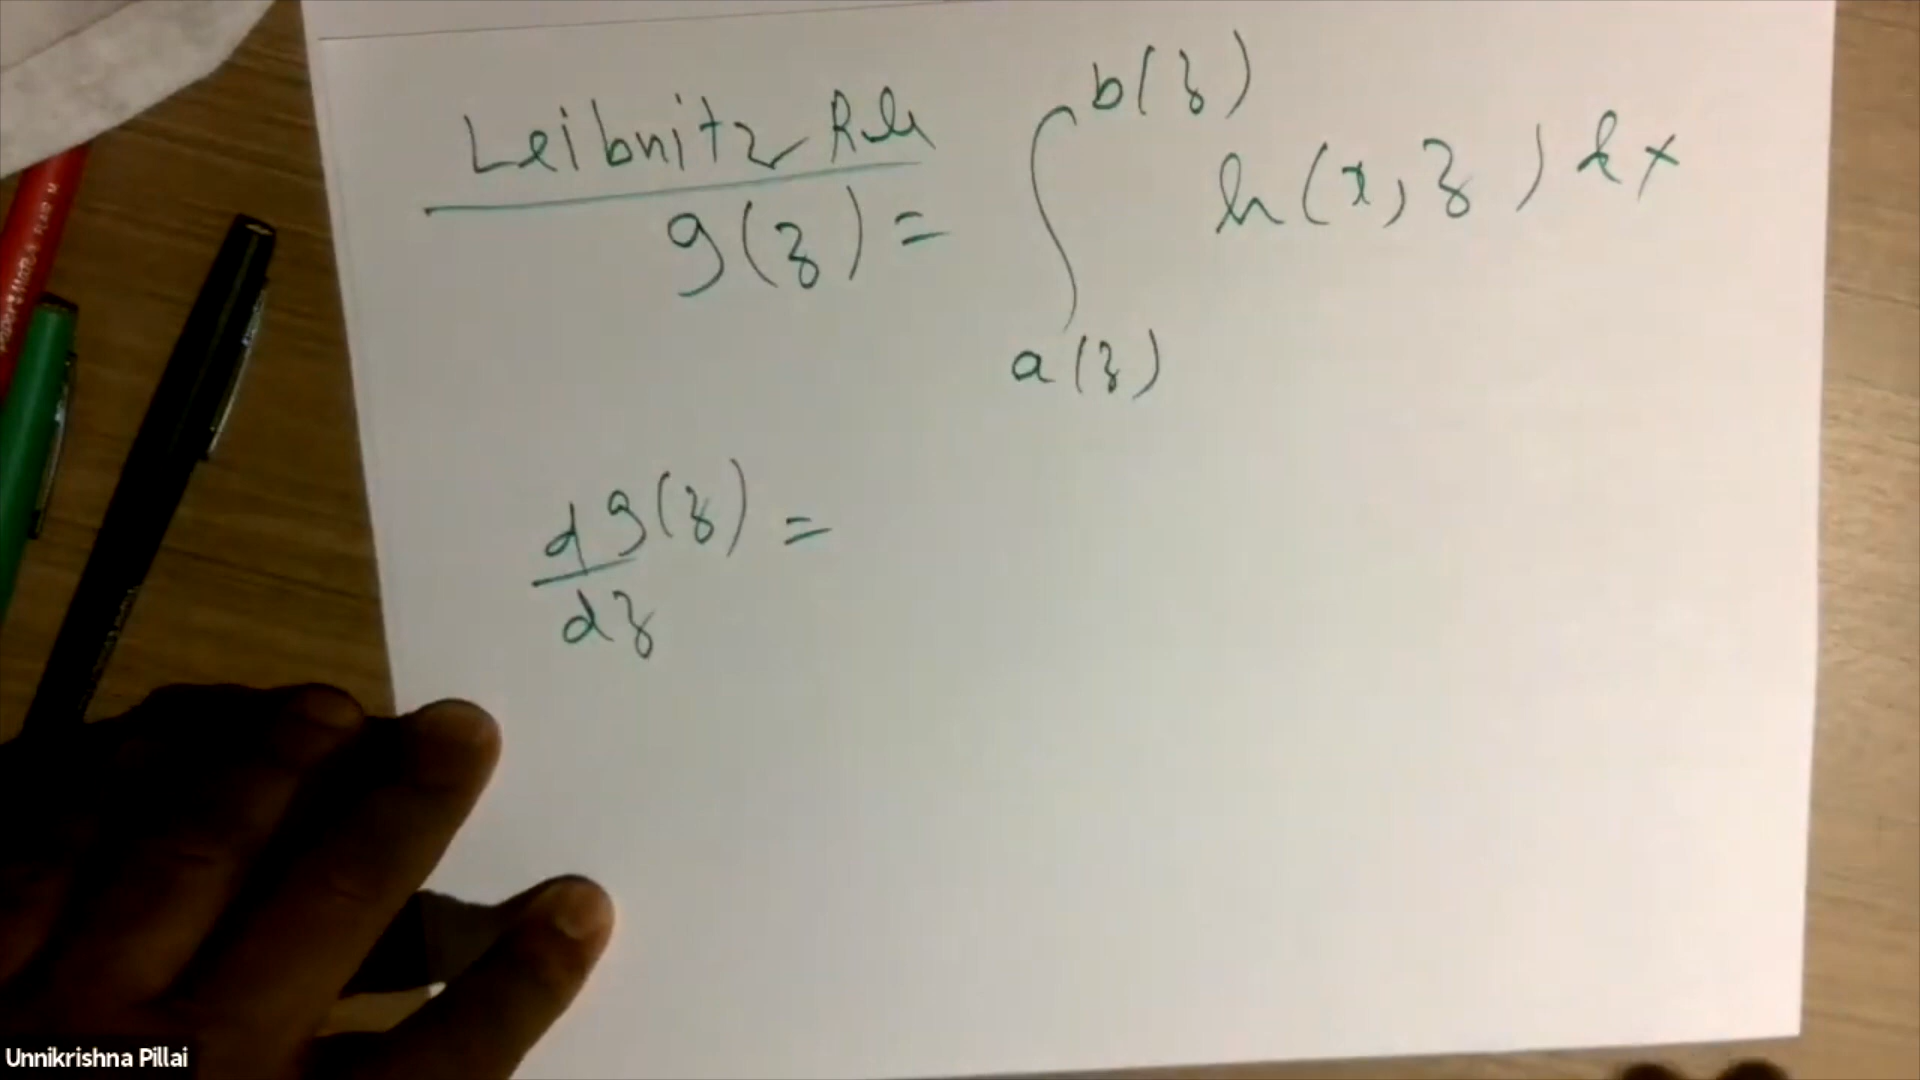 Leibnitz Rule
g(z) = ∫_{a(z)}^{b(z)} h(x, z) dx
dg(z)/dz =
Unnikrishna Pillai